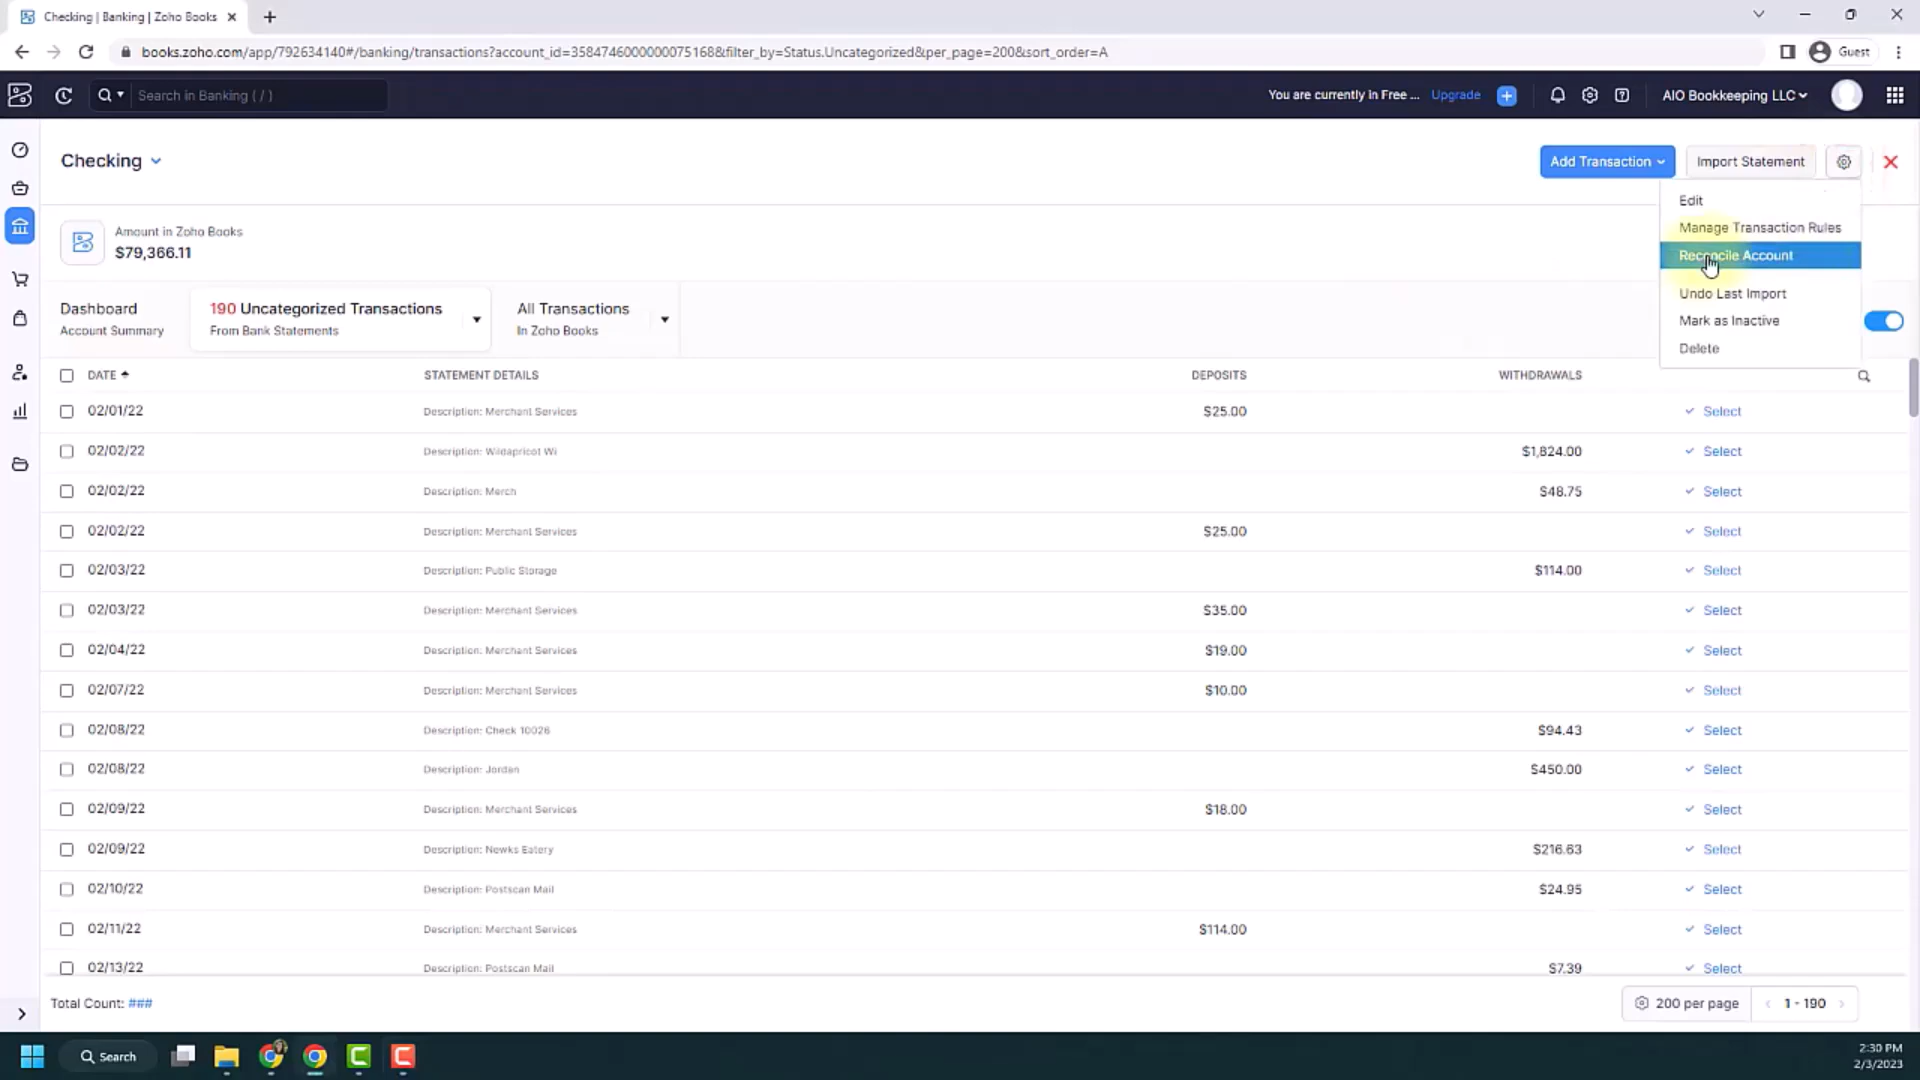 Checking | Banking | Zoho Books
books.zoho.com/app/792634140#/banking/transactions?account_id=3584746000000075168&filter_by=Status.Uncategorized&per_page=200&sort_order=A
Guest
Search in Banking ( / )
You are currently in Free ...
Upgrade
AIO Bookkeeping LLC
Checking
Add Transaction
Import Statement
Edit
Manage Transaction Rules
Reconcile Account
Undo Last Import
Mark as Inactive
Delete
Amount in Zoho Books
$79,366.11
Dashboard
Account Summary
190 Uncategorized Transactions
From Bank Statements
All Transactions
In Zoho Books
DATE STATEMENT DETAILS DEPOSITS WITHDRAWALS
02/01/22 Description: Merchant Services $25.00 Select
02/02/22 Description: Wildapricot Wi $1,824.00 Select
02/02/22 Description: Merch $48.75 Select
02/02/22 Description: Merchant Services $25.00 Select
02/03/22 Description: Public Storage $114.00 Select
02/03/22 Description: Merchant Services $35.00 Select
02/04/22 Description: Merchant Services $19.00 Select
02/07/22 Description: Merchant Services $10.00 Select
02/08/22 Description: Check 10026 $94.43 Select
02/08/22 Description: Jordan $450.00 Select
02/09/22 Description: Merchant Services $18.00 Select
02/09/22 Description: Newks Eatery $216.63 Select
02/10/22 Description: Postscan Mail $24.95 Select
02/11/22 Description: Merchant Services $114.00 Select
02/13/22 Description: Postscan Mail $7.39 Select
Total Count: ###
200 per page
1 - 190
Search
2:30 PM
2/3/2023